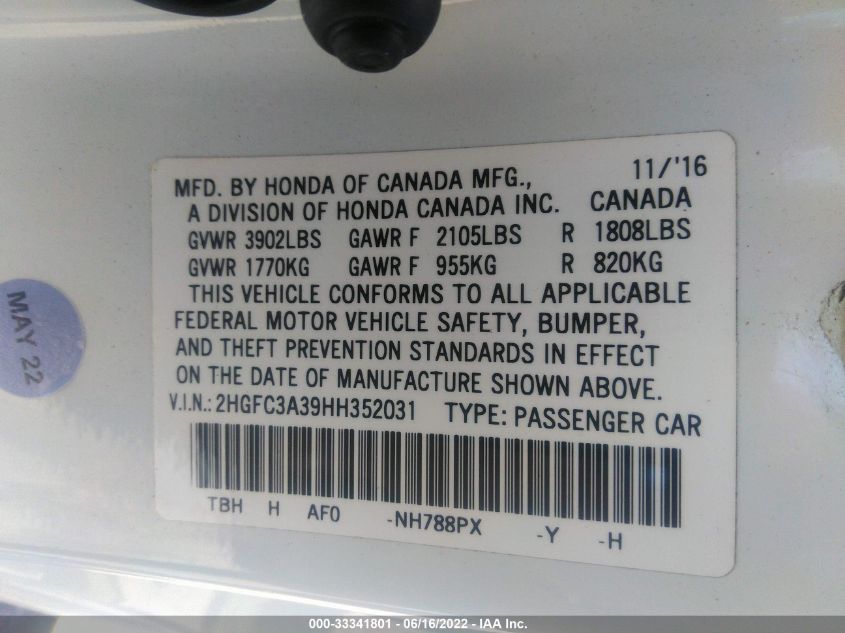 MFD. BY HONDA OF CANADA MFG., 11/'16
A DIVISION OF HONDA CANADA INC. CANADA
GVWR 3902LBS GAWR F 2105LBS R 1808LBS
GVWR 1770KG GAWR F 955KG R 820KG
THIS VEHICLE CONFORMS TO ALL APPLICABLE
FEDERAL MOTOR VEHICLE SAFETY, BUMPER,
AND THEFT PREVENTION STANDARDS IN EFFECT
ON THE DATE OF MANUFACTURE SHOWN ABOVE.
V.I.N.: 2HGFC3A39HH352031 TYPE: PASSENGER CAR
TBH H AF0 -NH788PX -Y -H
MAY 22
000-33341801 - 06/16/2022 - IAA Inc.